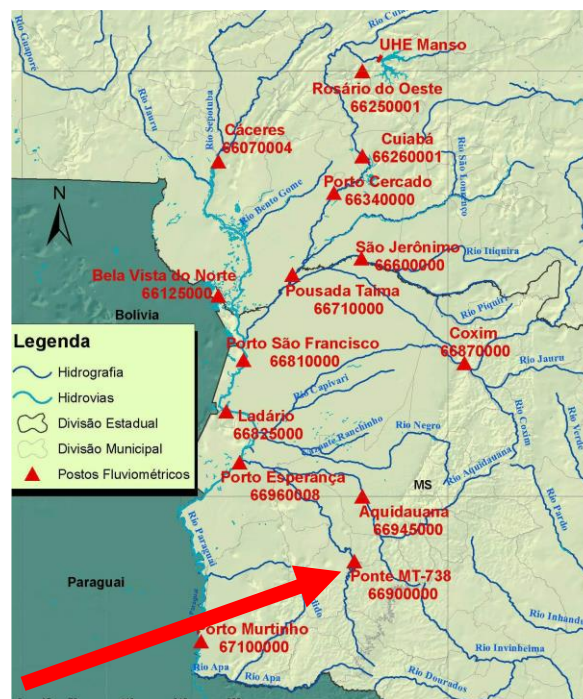 Rio Guaporé
Rio Jauru
Rio Sepotuba
Rio Cuiabá
UHE Manso
Rosário do Oeste
66250001
Cáceres
66070004
Cuiabá
66260001
Rio São Lourenço
Porto Cercado
66340000
Rio Bento Gome
N
São Jerônimo
66600000
Rio Itiquira
Bela Vista do Norte
66125000
Pousada Taima
66710000
Rio Piquiri
Bolivia
Coxim
66870000
Legenda
Hidrografia
Hidrovias
Divisão Estadual
Divisão Municipal
Postos Fluviométricos
Porto São Francisco
66810000
Rio Jauru
Rio Capivari
Rio Coxim
Rio Verde
Ladário
66825000
Ranchinho
Rio Negro
Rio Aquidauana
Porto Esperança
66960008
MS
Aquidauana
66945000
Rio Pardo
Rio Paraguai
Ponte MT-738
66900000
Paraguai
Rio Inhandu
Porto Murtinho
67100000
Rio Invinheima
Rio Apa
Rio Apa
Rio Dourados